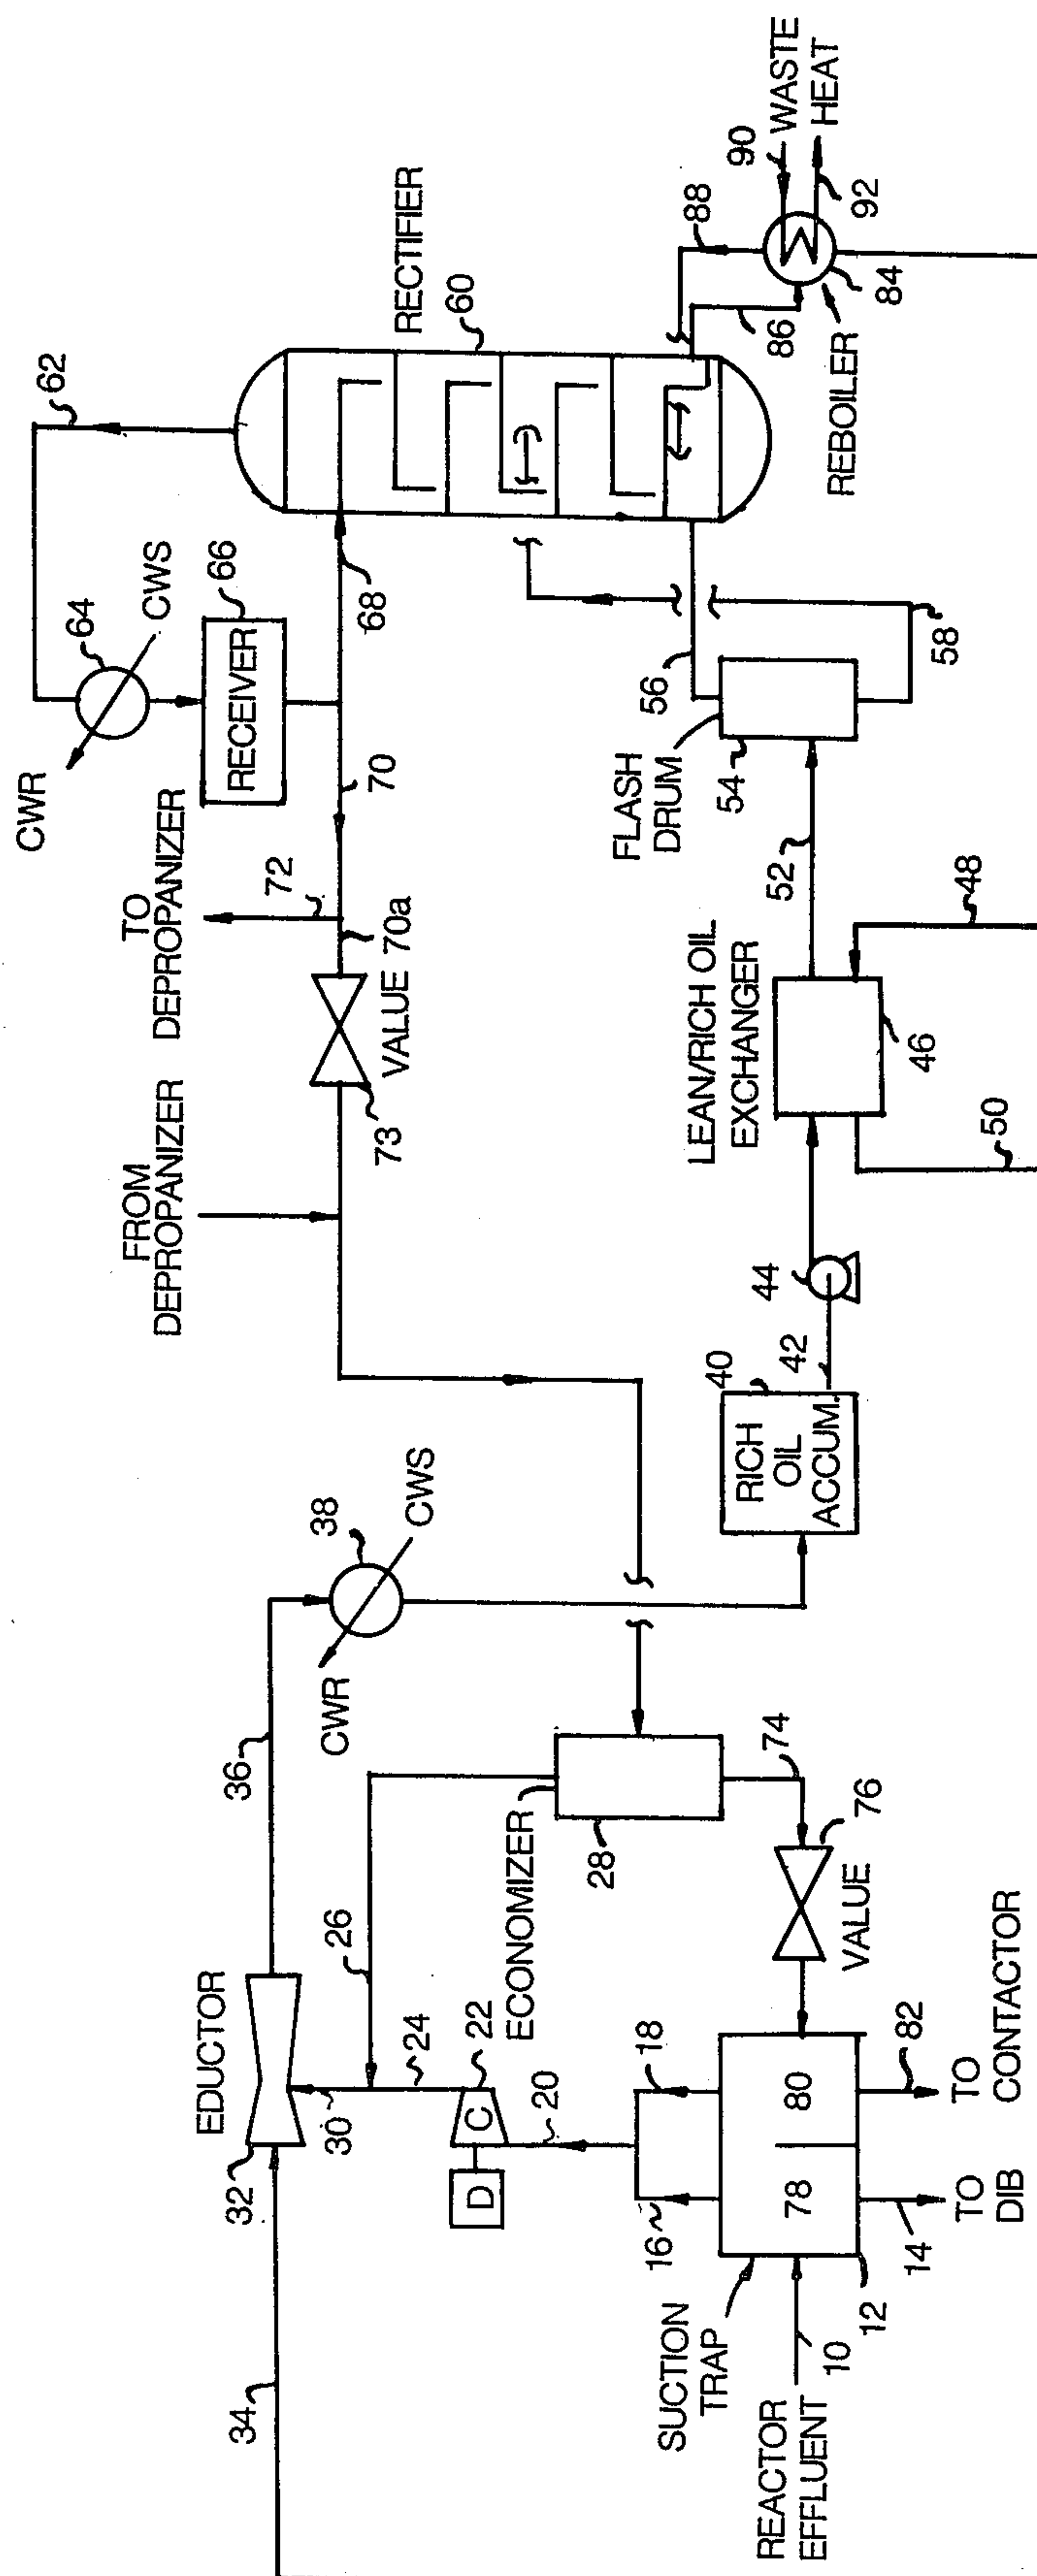 62
64
CWS
CWR
66
RECEIVER
68
70
72
TO
DEPROPANIZER
70a
VALUE
73
FROM
DEPROPANIZER
RECTIFIER
60
88
90
WASTE
HEAT
92
84
86
REBOILER
56
58
FLASH
DRUM
54
52
48
LEAN/RICH OIL
EXCHANGER
46
50
44
42
40
RICH
OIL
ACCUM.
38
CWS
CWR
36
EDUCTOR
32
34
30
26
24
22
C
D
20
ECONOMIZER
28
74
76
VALUE
18
16
78
80
82
TO
CONTACTOR
14
TO
DIB
12
SUCTION
TRAP
10
REACTOR
EFFLUENT